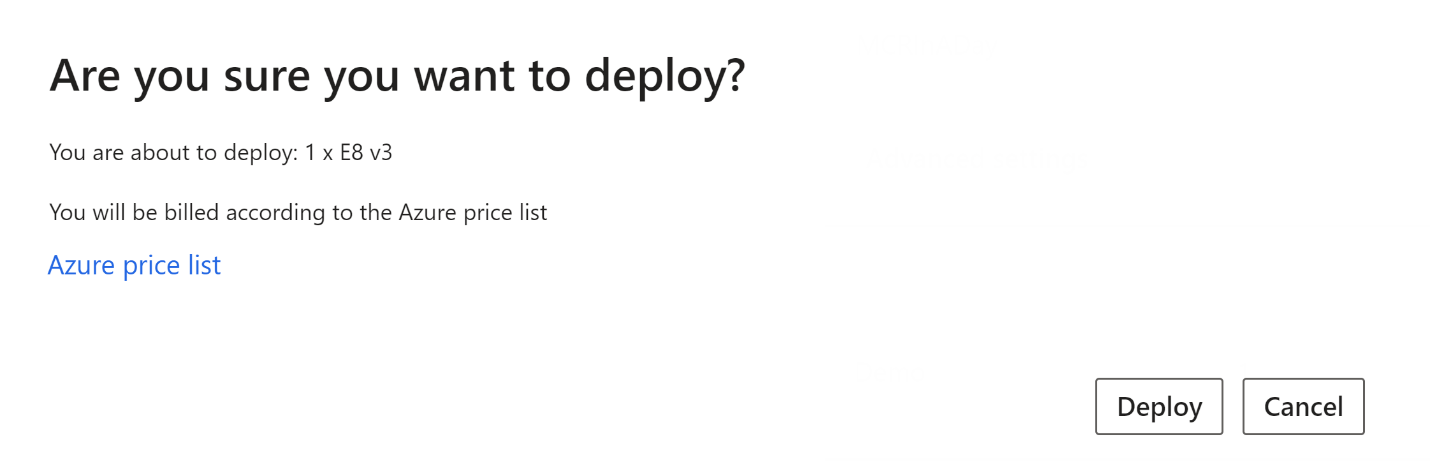 Are you sure you want to deploy?
You are about to deploy: 1 x E8 v3
You will be billed according to the Azure price list
Azure price list
Deploy
Cancel